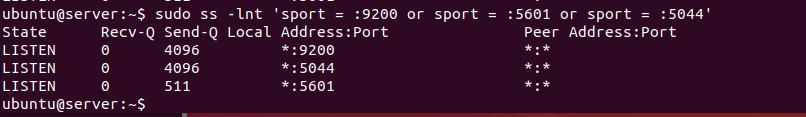 ubuntu@server:~$ sudo ss -lnt 'sport = :9200 or sport = :5601 or sport = :5044'
State Recv-Q Send-Q Local Address:Port Peer Address:Port
LISTEN 0 4096 *:9200 *:*
LISTEN 0 4096 *:5044 *:*
LISTEN 0 511 *:5601 *:*
ubuntu@server:~$